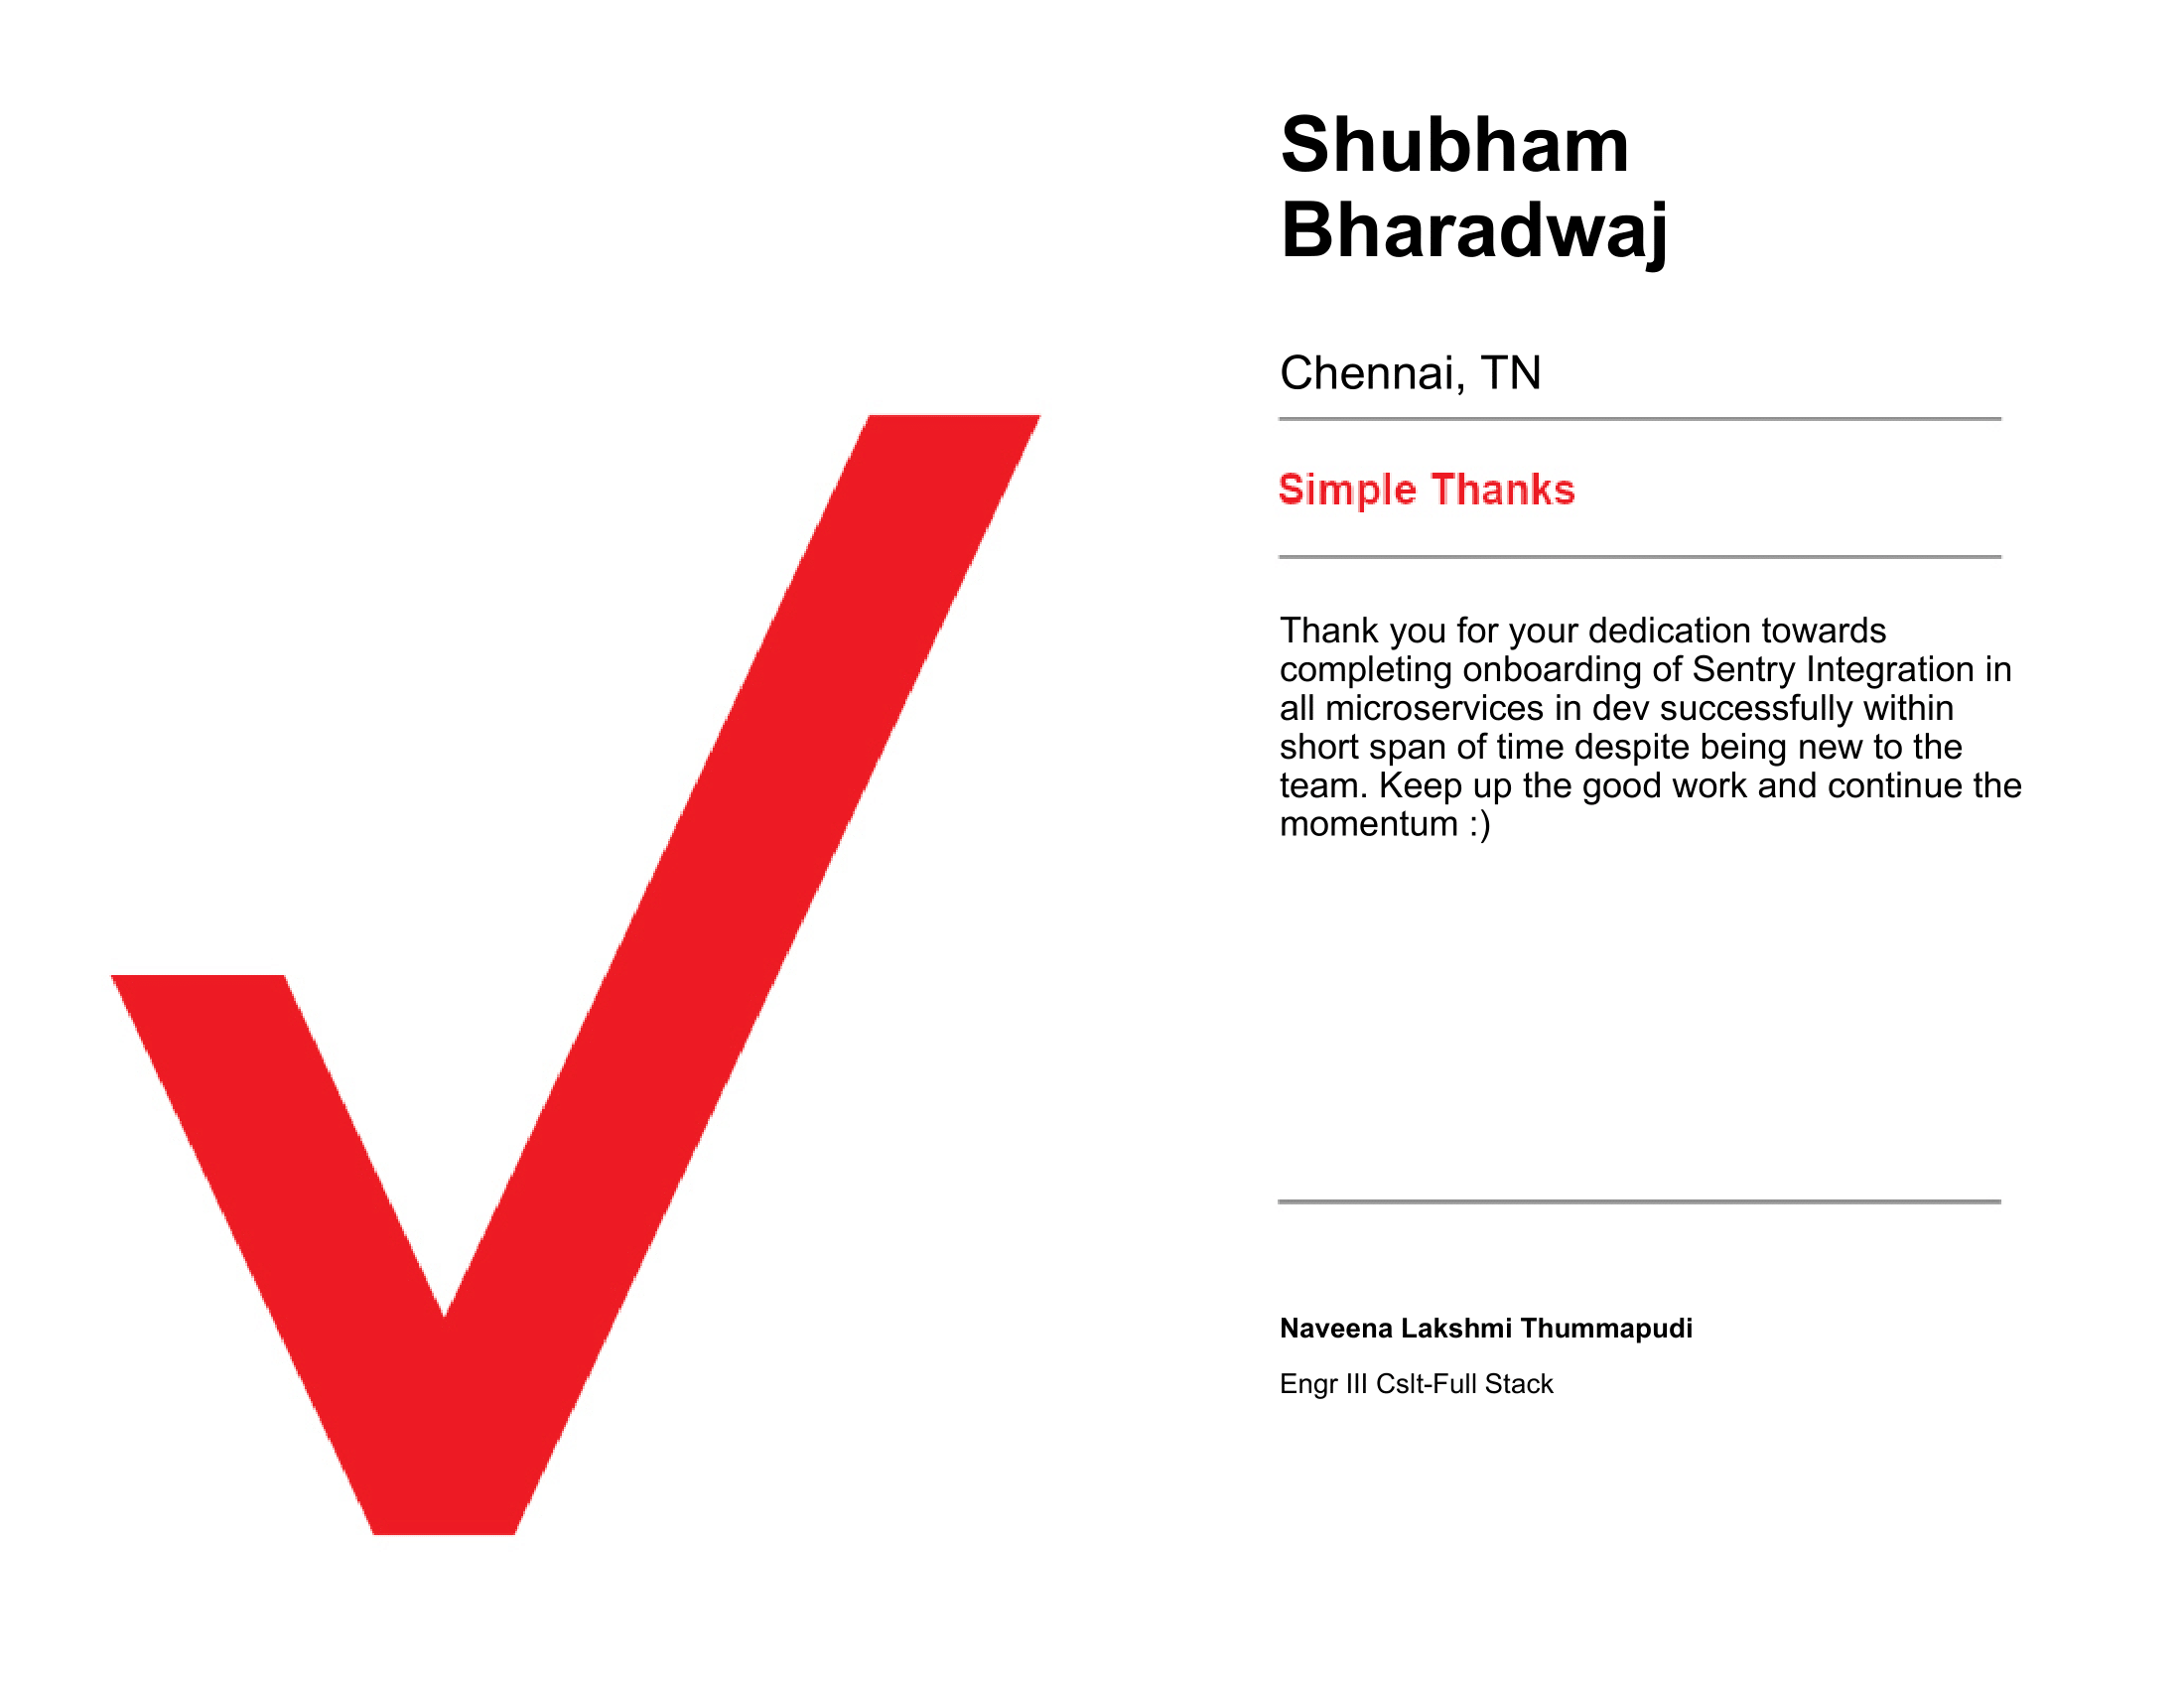 Shubham
Bharadwaj
Chennai, TN
Simple Thanks
Thank you for your dedication towards
completing onboarding of Sentry Integration in
all microservices in dev successfully within
short span of time despite being new to the
team. Keep up the good work and continue the
momentum :)
Naveena Lakshmi Thummapudi
Engr III Cslt-Full Stack